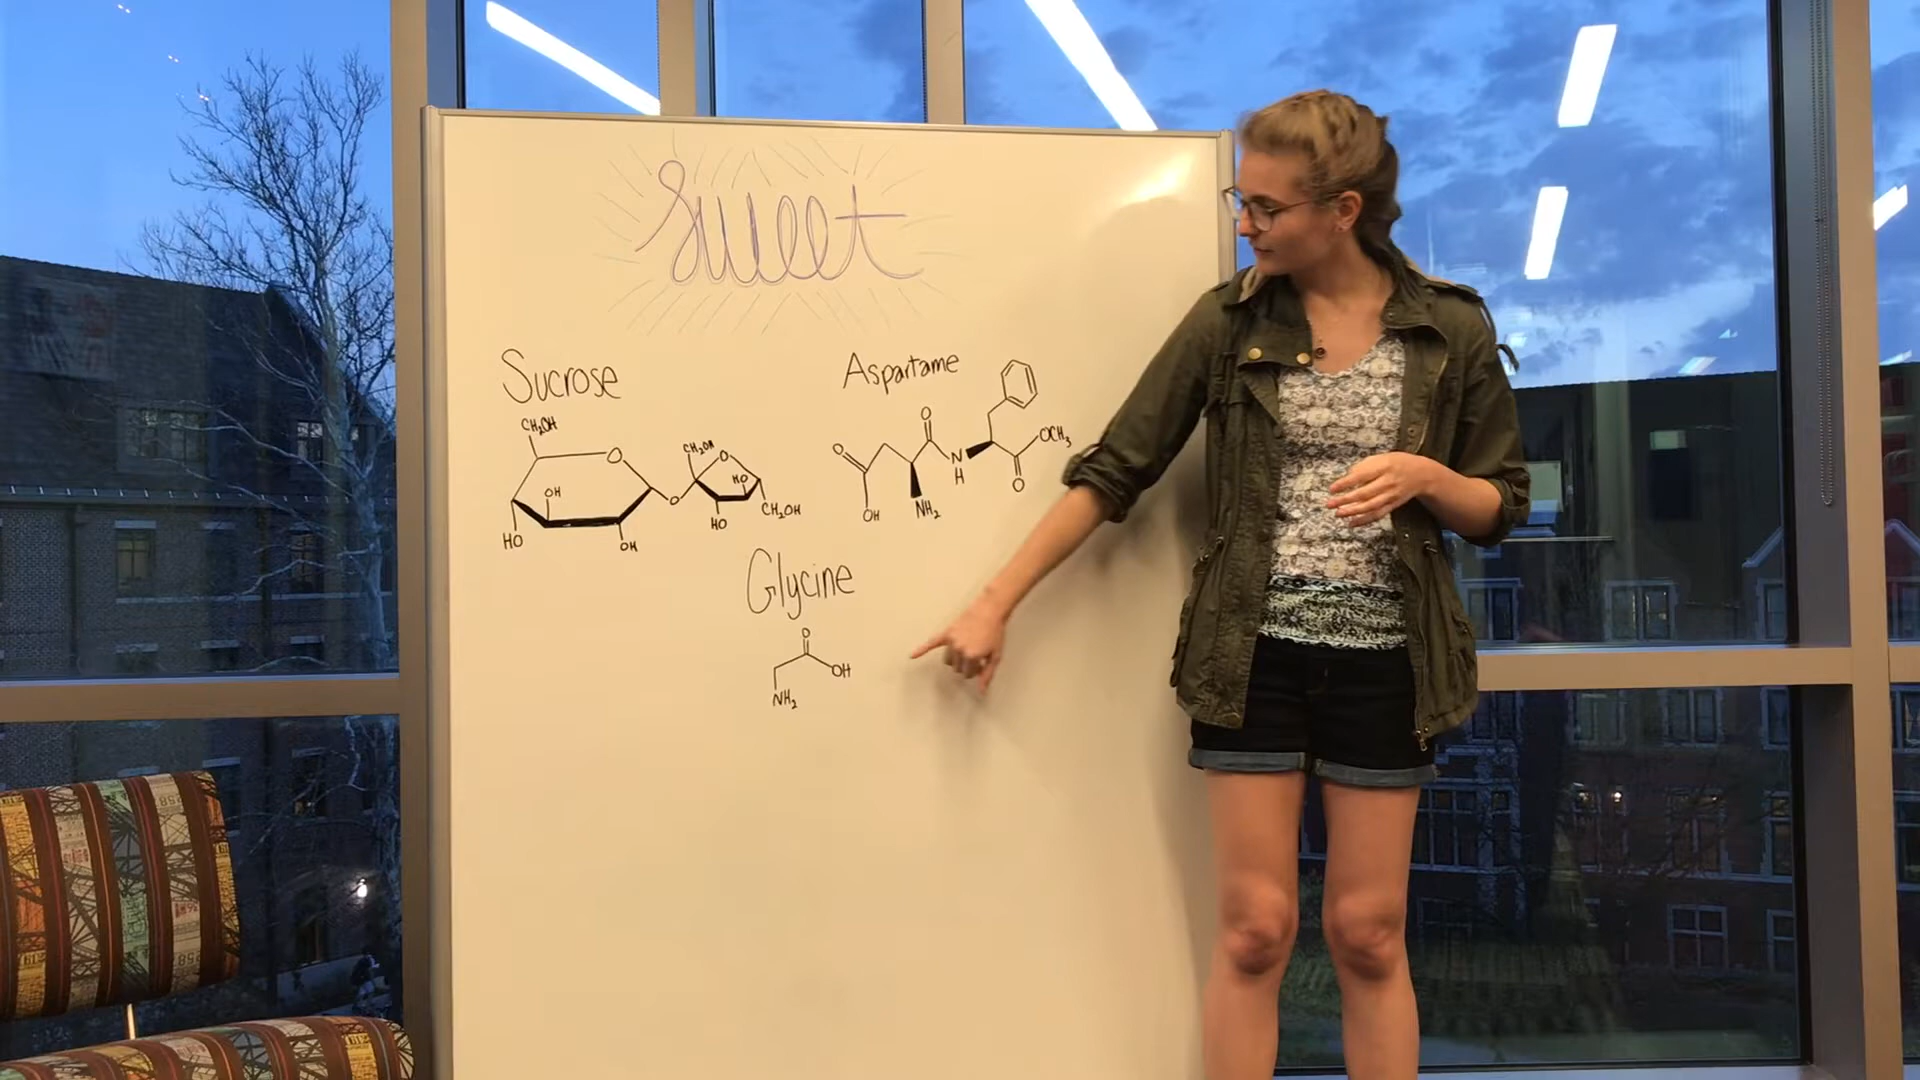 Sweet
Sucrose
CH2OH
O
OH
HO
OH
O
CH2OH
O
HO
HO
CH2OH
Aspartame
O
OH
NH2
O
N
H
O
OCH3
Glycine
O
OH
NH2